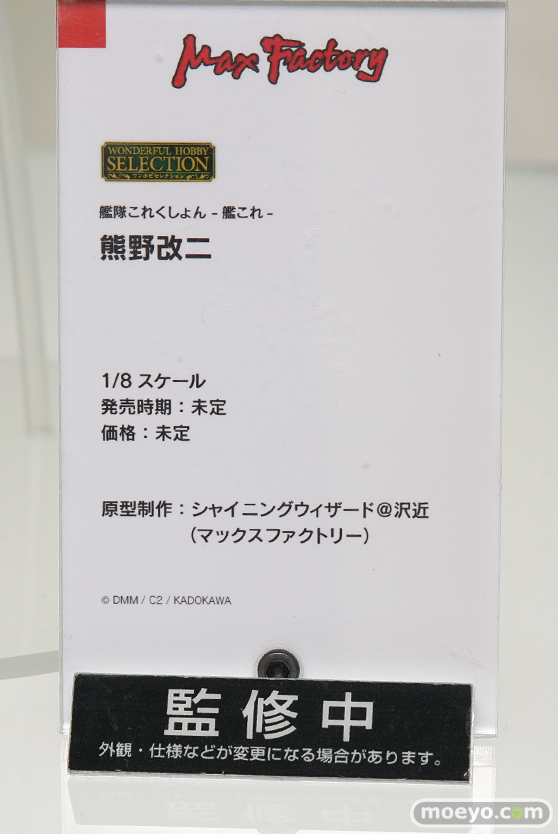 Max Factory
WONDERFUL HOBBY
SELECTION
ワンホビセレクション
艦隊これくしょん - 艦これ -
熊野改二
1/8 スケール
発売時期：未定
価格：未定
原型制作：シャイニングウィザード@沢近
（マックスファクトリー）
© DMM / C2 / KADOKAWA
監修中
外観・仕様などが変更になる場合があります。
moeyo.com